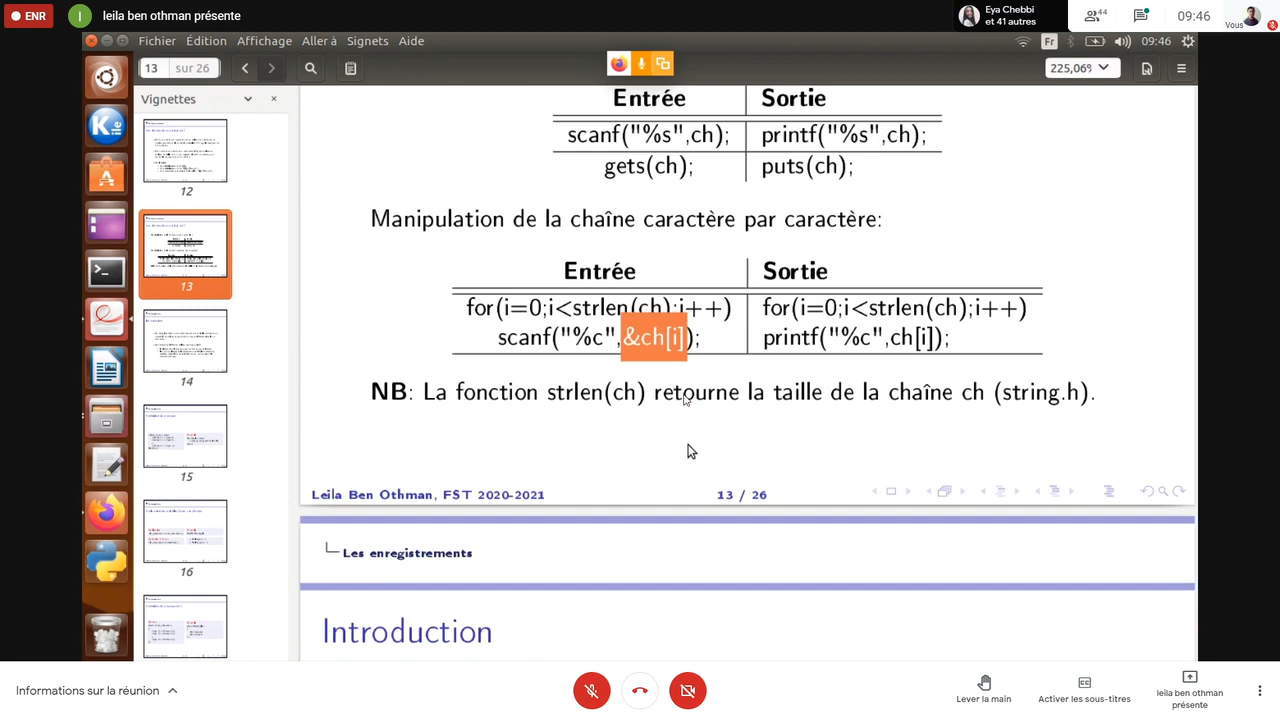 ENR
leila ben othman présente
Eya Chebbi
et 41 autres
44
09:46
Vous
Fichier Édition Affichage Aller à Signets Aide
Fr
09:46
13 sur 26
225,06%
Vignettes
12
13
14
15
16
Entrée Sortie
scanf("%s",ch); printf("%s",ch);
gets(ch); puts(ch);
Manipulation de la chaîne caractère par caractère:
Entrée Sortie
for(i=0;i<strlen(ch);i++) for(i=0;i<strlen(ch);i++)
scanf("%c",&ch[i]); printf("%c",ch[i]);
NB: La fonction strlen(ch) retourne la taille de la chaîne ch (string.h).
Leila Ben Othman, FST 2020-2021 13 / 26
Les enregistrements
Introduction
Informations sur la réunion
Lever la main
Activer les sous-titres
leila ben othman
présente